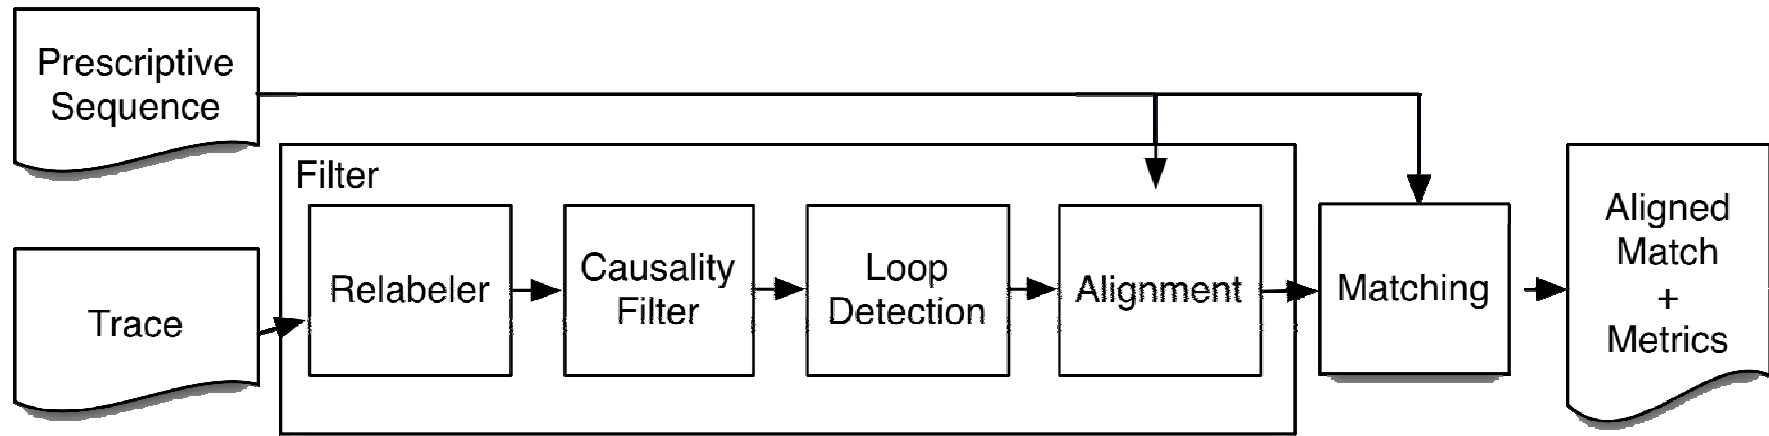 Prescriptive
Sequence
Filter
Trace
Relabeler
Causality
Filter
Loop
Detection
Alignment
Matching
Aligned
Match
+
Metrics